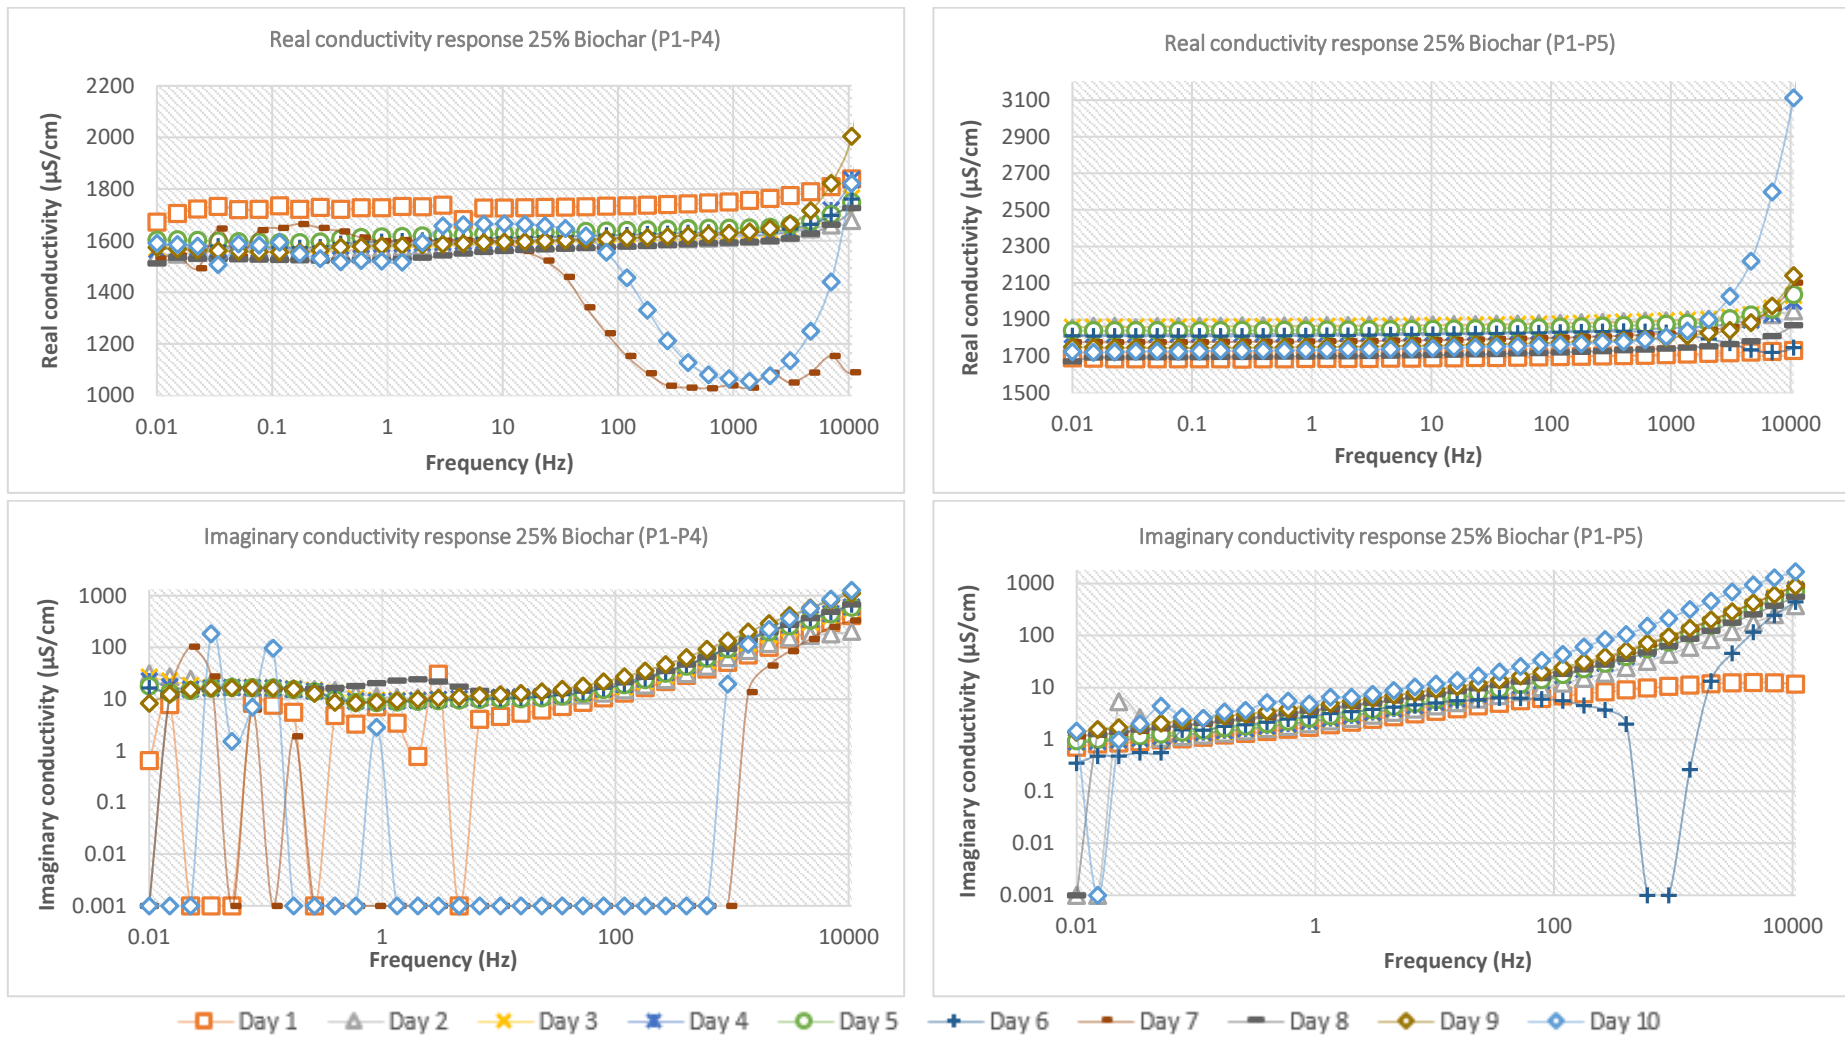 Real conductivity response 25% Biochar (P1-P4)
Real conductivity (µS/cm)
2200
2000
1800
1600
1400
1200
1000
0.01 0.1 1 10 100 1000 10000
Frequency (Hz)
Real conductivity response 25% Biochar (P1-P5)
Real conductivity (µS/cm)
3100
2900
2700
2500
2300
2100
1900
1700
1500
0.01 0.1 1 10 100 1000 10000
Frequency (Hz)
Imaginary conductivity response 25% Biochar (P1-P4)
Imaginary conductivity (µS/cm)
1000
100
10
1
0.1
0.01
0.001
0.01 1 100 10000
Frequency (Hz)
Imaginary conductivity response 25% Biochar (P1-P5)
Imaginary conductivity (µS/cm)
1000
100
10
1
0.1
0.01
0.001
0.01 1 100 10000
Frequency (Hz)
Day 1 Day 2 Day 3 Day 4 Day 5 Day 6 Day 7 Day 8 Day 9 Day 10